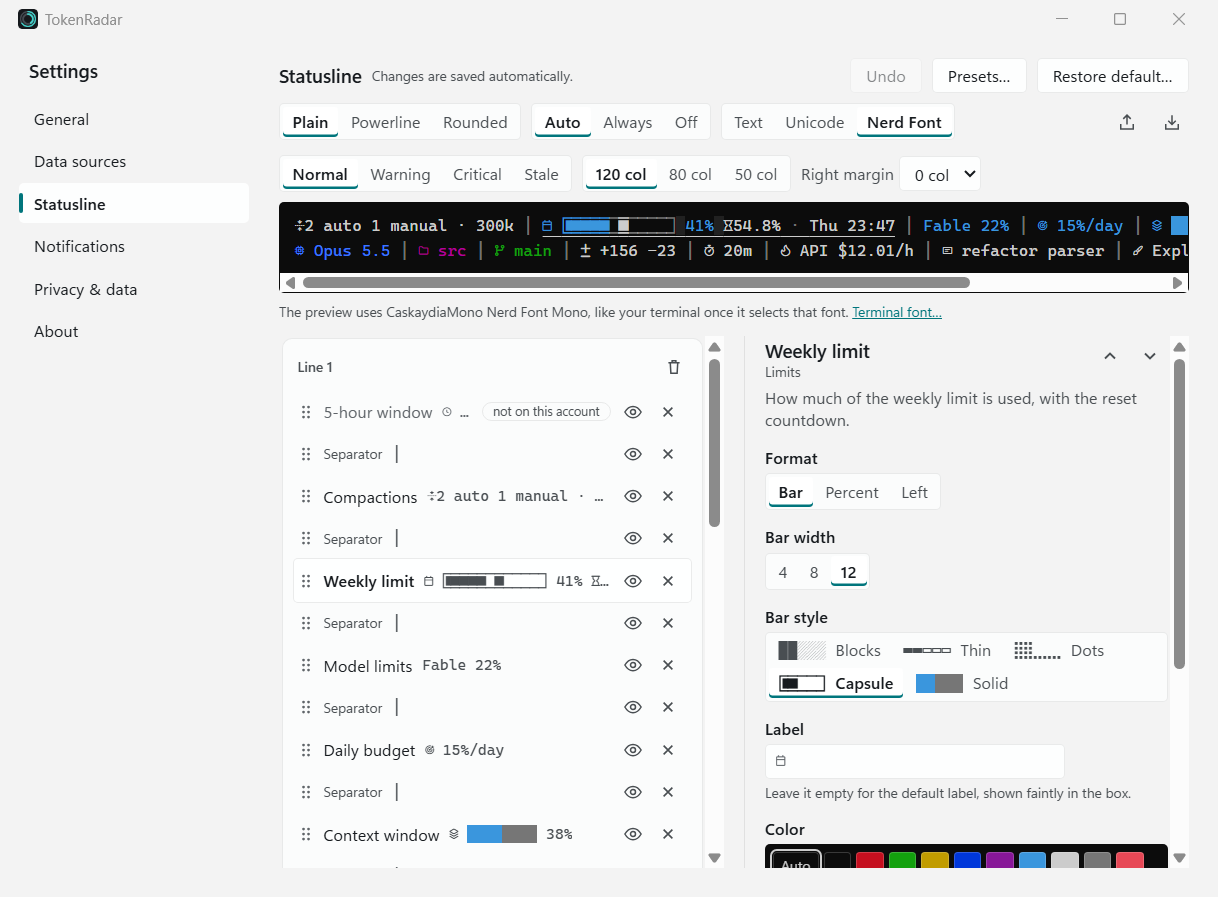 TokenRadar
Settings
General
Data sources
Statusline
Notifications
Privacy & data
About
Statusline Changes are saved automatically. Undo Presets... Restore default...
Plain Powerline Rounded Auto Always Off Text Unicode Nerd Font
Normal Warning Critical Stale 120 col 80 col 50 col Right margin 0 col
÷2 auto 1 manual · 300k | 41% 54.8% · Thu 23:47 | Fable 22% | 15%/day |
Opus 5.5 | src | main | ± +156 −23 | 20m | API $12.01/h | refactor parser | Expl
The preview uses CaskaydiaMono Nerd Font Mono, like your terminal once it selects that font. Terminal font...
Line 1
5-hour window ... not on this account
Separator |
Compactions ÷2 auto 1 manual · ...
Separator |
Weekly limit 41% ...
Separator |
Model limits Fable 22%
Separator |
Daily budget 15%/day
Separator |
Context window 38%
Weekly limit
Limits
How much of the weekly limit is used, with the reset
countdown.
Format
Bar Percent Left
Bar width
4 8 12
Bar style
Blocks Thin Dots
Capsule Solid
Label
Leave it empty for the default label, shown faintly in the box.
Color
Auto